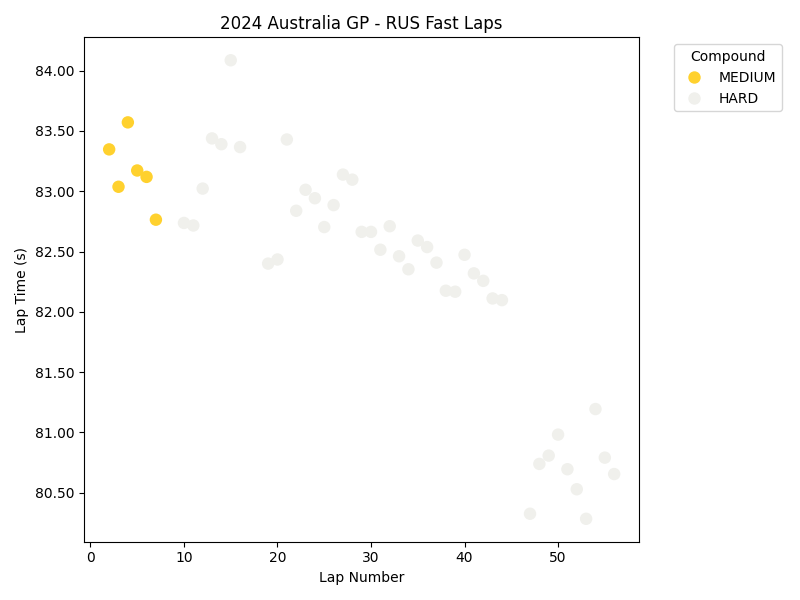 2024 Australia GP - RUS Fast Laps
Compound
MEDIUM
HARD
Lap Time (s)
84.00
83.50
83.00
82.50
82.00
81.50
81.00
80.50
0 10 20 30 40 50
Lap Number